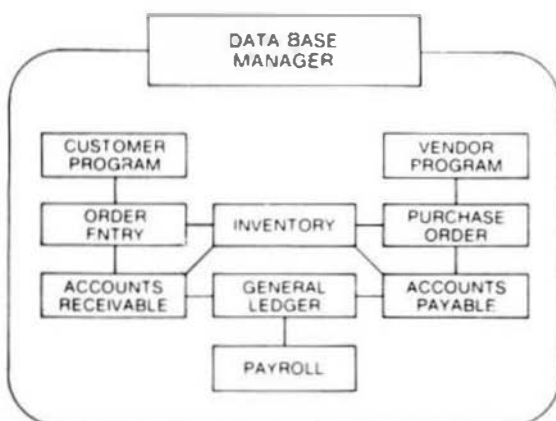 DATA BASE
MANAGER
CUSTOMER
PROGRAM
VENDOR
PROGRAM
ORDER
ENTRY
INVENTORY
PURCHASE
ORDER
ACCOUNTS
RECEIVABLE
GENERAL
LEDGER
ACCOUNTS
PAYABLE
PAYROLL